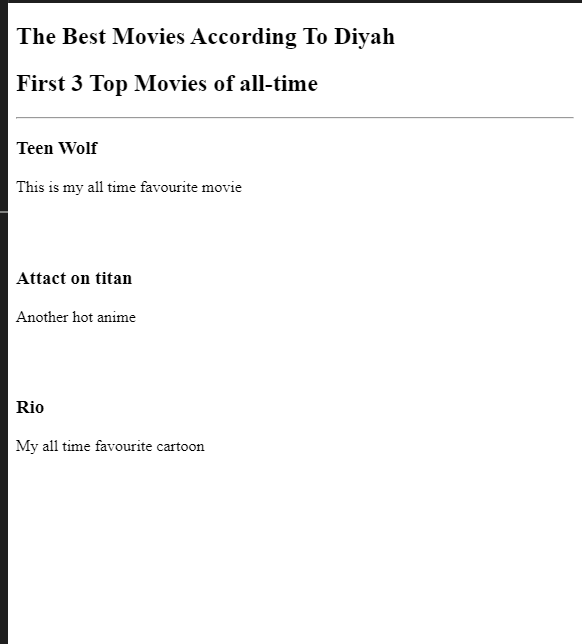 The Best Movies According To Diyah
First 3 Top Movies of all-time
Teen Wolf
This is my all time favourite movie
Attact on titan
Another hot anime
Rio
My all time favourite cartoon